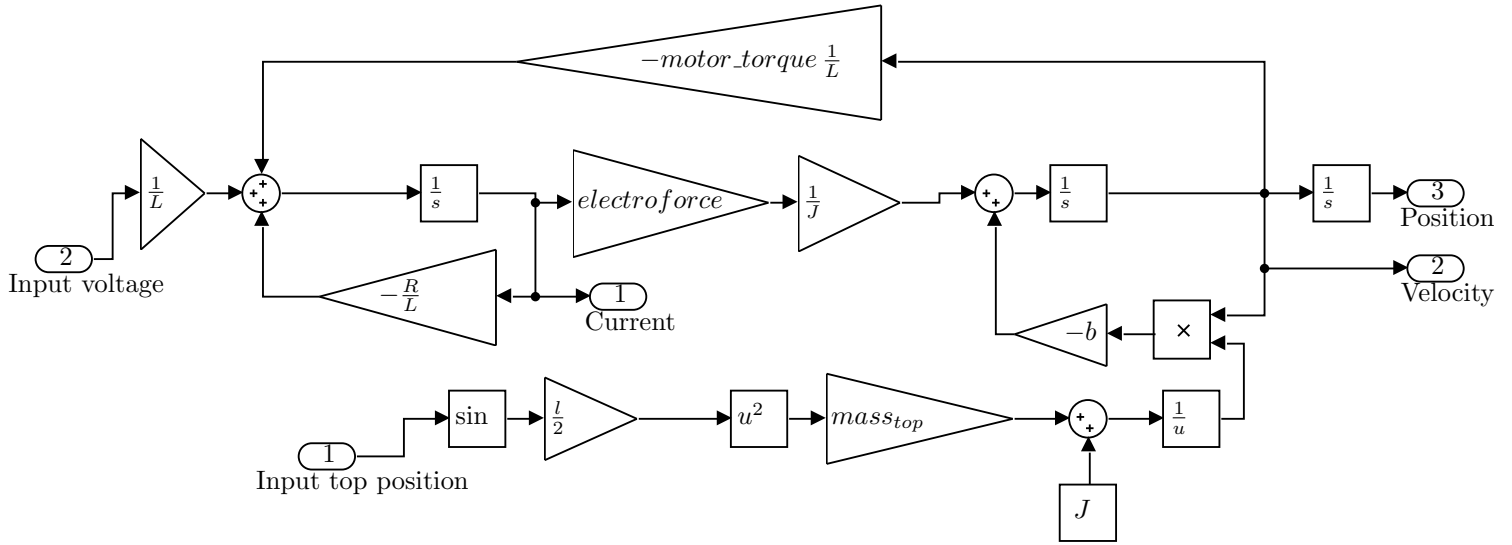 −motor_torque 1/L
1/L
+
+
+
1/s
electroforce
1/J
+
+
1/s
1/s
3
Position
2
Input voltage
−R/L
1
Current
2
Velocity
−b
×
sin
l/2
u²
mass_top
+
+
1/u
1
Input top position
J